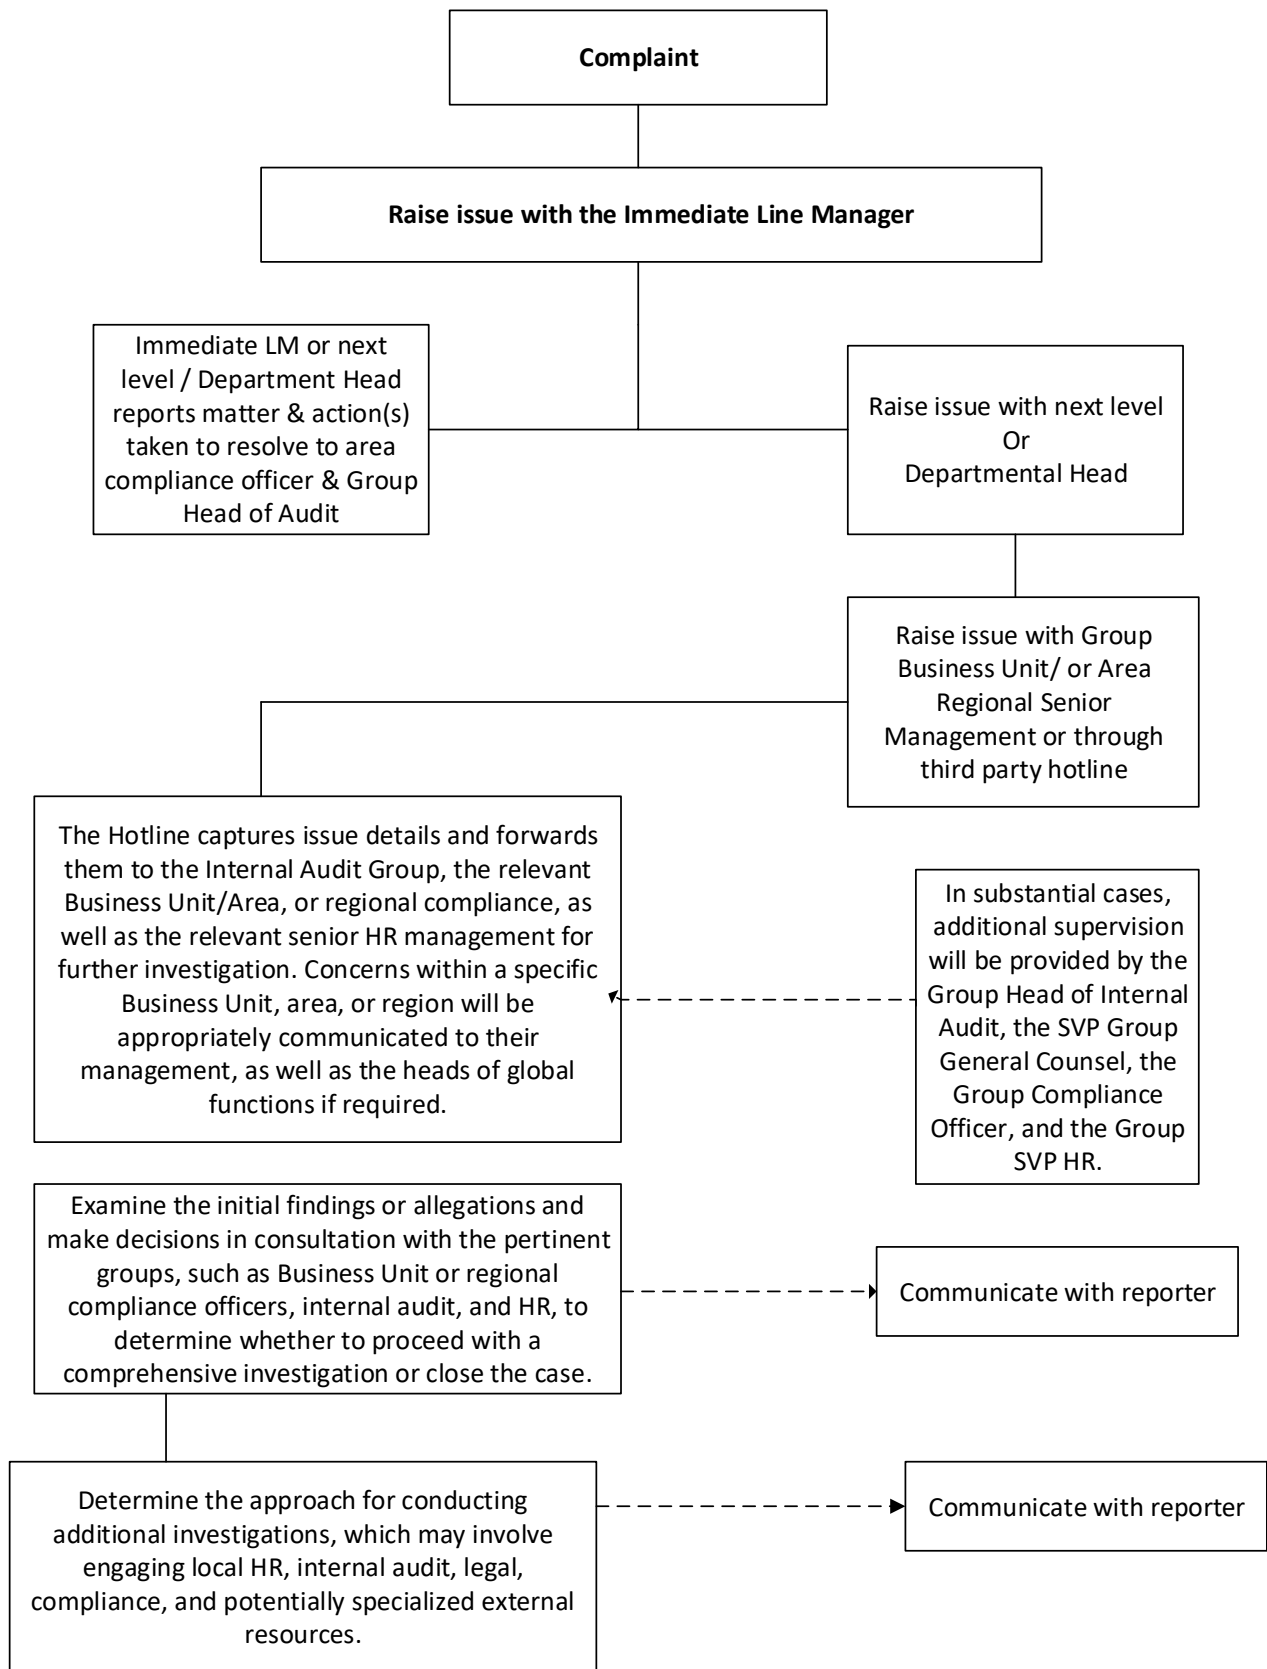 Complaint
Raise issue with the Immediate Line Manager
Immediate LM or next
level / Department Head
reports matter & action(s)
taken to resolve to area
compliance officer & Group
Head of Audit
Raise issue with next level
Or
Departmental Head
Raise issue with Group
Business Unit/ or Area
Regional Senior
Management or through
third party hotline
The Hotline captures issue details and forwards
them to the Internal Audit Group, the relevant
Business Unit/Area, or regional compliance, as
well as the relevant senior HR management for
further investigation. Concerns within a specific
Business Unit, area, or region will be
appropriately communicated to their
management, as well as the heads of global
functions if required.
In substantial cases,
additional supervision
will be provided by the
Group Head of Internal
Audit, the SVP Group
General Counsel, the
Group Compliance
Officer, and the Group
SVP HR.
Examine the initial findings or allegations and
make decisions in consultation with the pertinent
groups, such as Business Unit or regional
compliance officers, internal audit, and HR, to
determine whether to proceed with a
comprehensive investigation or close the case.
Communicate with reporter
Determine the approach for conducting
additional investigations, which may involve
engaging local HR, internal audit, legal,
compliance, and potentially specialized external
resources.
Communicate with reporter